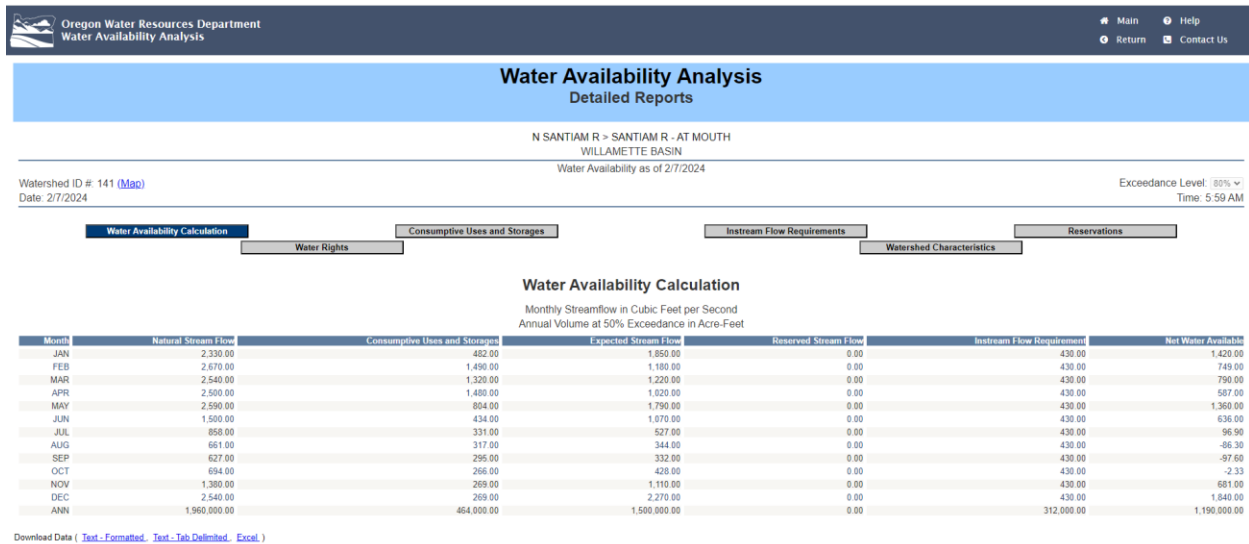 Oregon Water Resources Department
Water Availability Analysis
Main
Help
Return
Contact Us
Water Availability Analysis
Detailed Reports
N SANTIAM R > SANTIAM R - AT MOUTH
WILLAMETTE BASIN
Water Availability as of 2/7/2024
Watershed ID #: 141 (Map)
Exceedance Level: 80%
Date: 2/7/2024
Time: 5:59 AM
Water Availability Calculation
Consumptive Uses and Storages
Instream Flow Requirements
Reservations
Water Rights
Watershed Characteristics
Water Availability Calculation
Monthly Streamflow in Cubic Feet per Second
Annual Volume at 50% Exceedance in Acre-Feet
Month Natural Stream Flow Consumptive Uses and Storages Expected Stream Flow Reserved Stream Flow Instream Flow Requirement Net Water Available
JAN 2,330.00 482.00 1,850.00 0.00 430.00 1,420.00
FEB 2,670.00 1,490.00 1,180.00 0.00 430.00 749.00
MAR 2,540.00 1,320.00 1,220.00 0.00 430.00 790.00
APR 2,500.00 1,480.00 1,020.00 0.00 430.00 587.00
MAY 2,590.00 804.00 1,790.00 0.00 430.00 1,360.00
JUN 1,500.00 434.00 1,070.00 0.00 430.00 636.00
JUL 858.00 331.00 527.00 0.00 430.00 96.90
AUG 661.00 317.00 344.00 0.00 430.00 -86.30
SEP 627.00 295.00 332.00 0.00 430.00 -97.60
OCT 694.00 266.00 428.00 0.00 430.00 -2.33
NOV 1,380.00 269.00 1,110.00 0.00 430.00 681.00
DEC 2,540.00 269.00 2,270.00 0.00 430.00 1,840.00
ANN 1,960,000.00 464,000.00 1,500,000.00 0.00 312,000.00 1,190,000.00
Download Data ( Text - Formatted , Text - Tab Delimited , Excel )